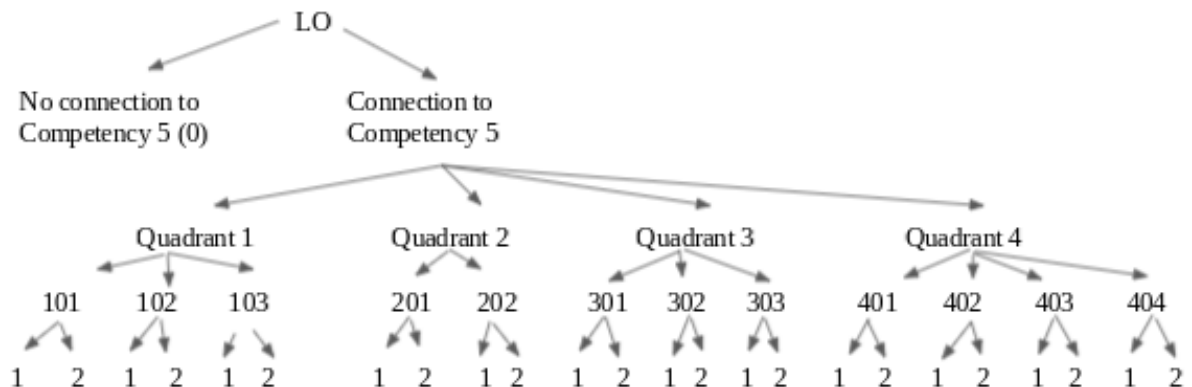 LO
No connection to
Competency 5 (0)
Connection to
Competency 5
Quadrant 1
Quadrant 2
Quadrant 3
Quadrant 4
101 102 103 201 202 301 302 303 401 402 403 404
1 2 1 2 1 2 1 2 1 2 1 2 1 2 1 2 1 2 1 2 1 2 1 2